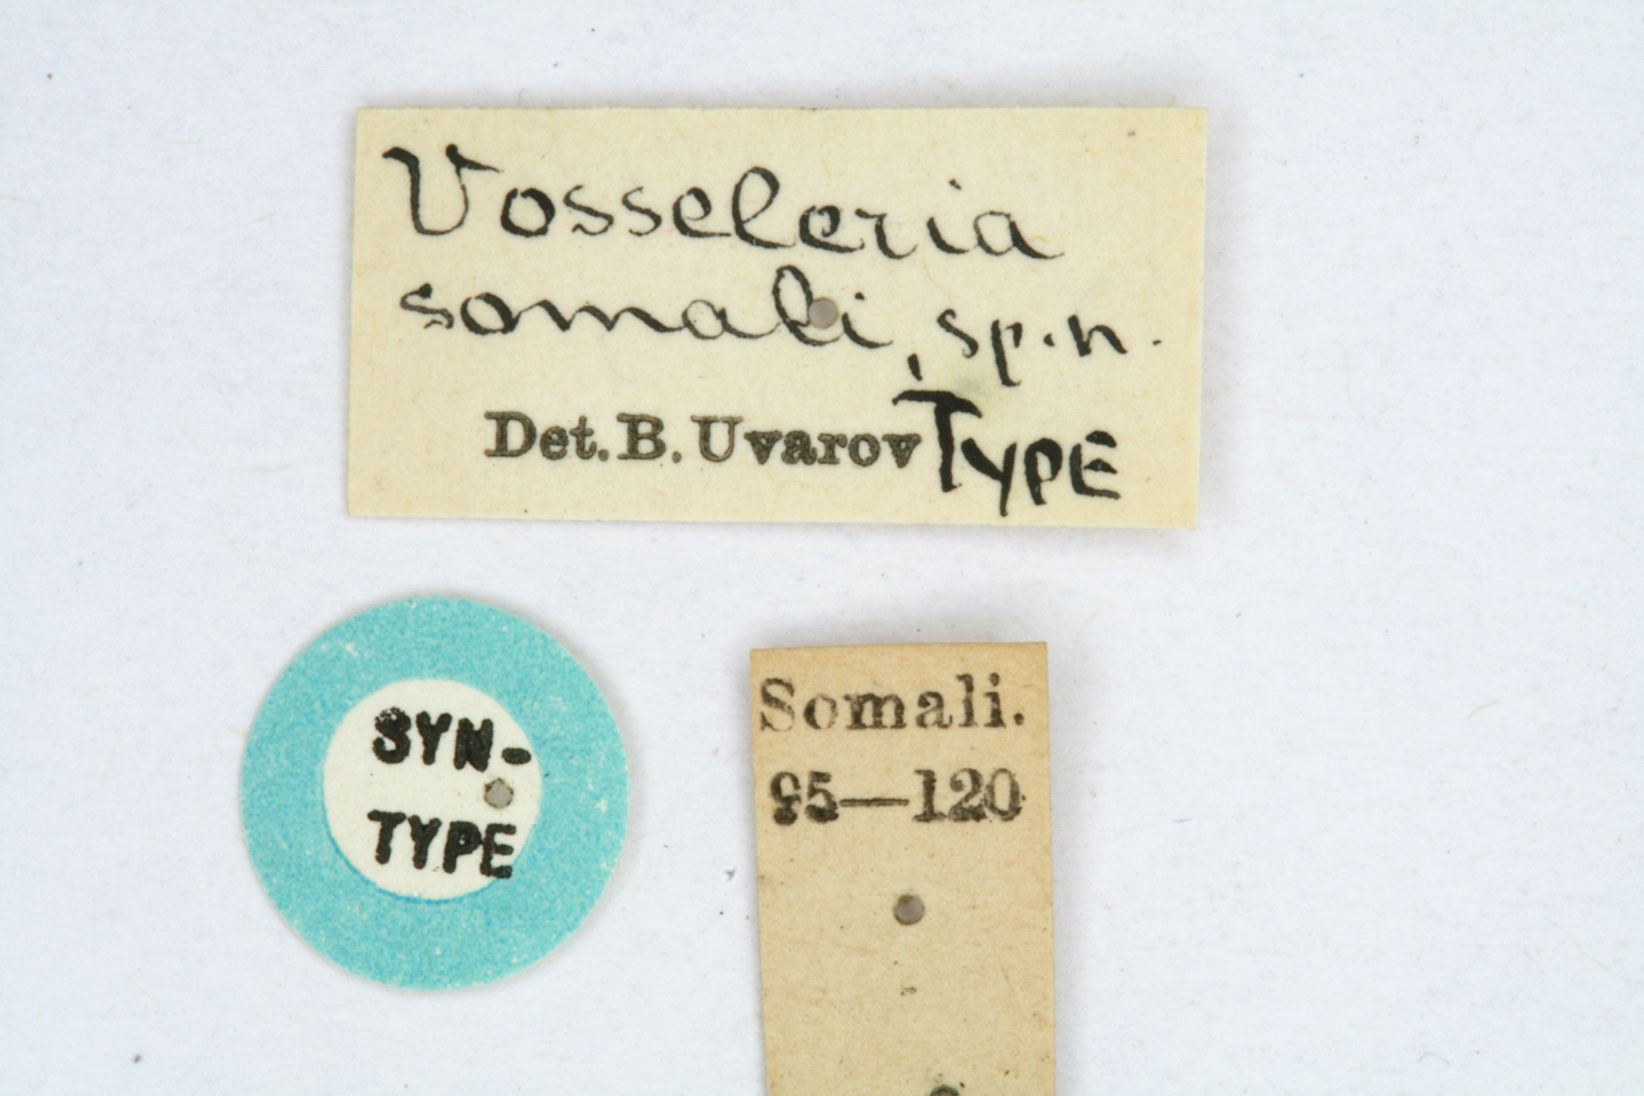 Vosseleria
somali, sp.n.
Det. B. Uvarov TYPE
SYN-
TYPE
Somali.
95—120